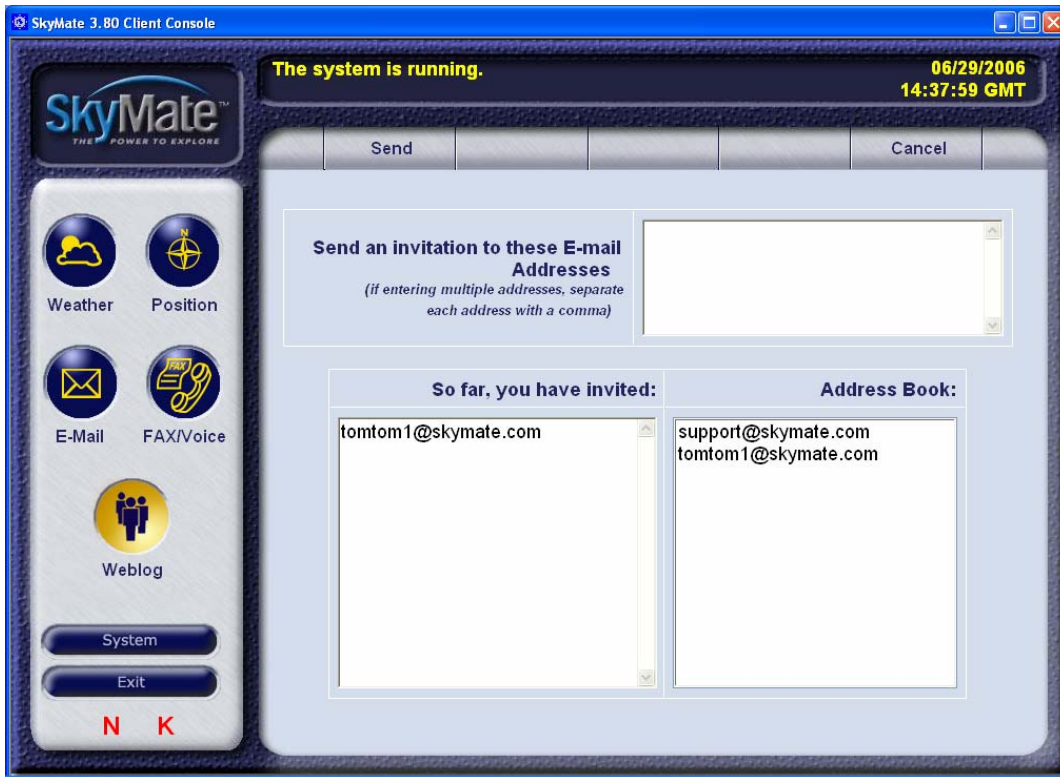 SkyMate 3.80 Client Console
SkyMate™
THE POWER TO EXPLORE
The system is running.
06/29/2006
14:37:59 GMT
Send
Cancel
Weather
Position
N
E-Mail
FAX/Voice
FAX
Weblog
System
Exit
N K
Send an invitation to these E-mail
Addresses
(if entering multiple addresses, separate
each address with a comma)
So far, you have invited:
tomtom1@skymate.com
Address Book:
support@skymate.com
tomtom1@skymate.com